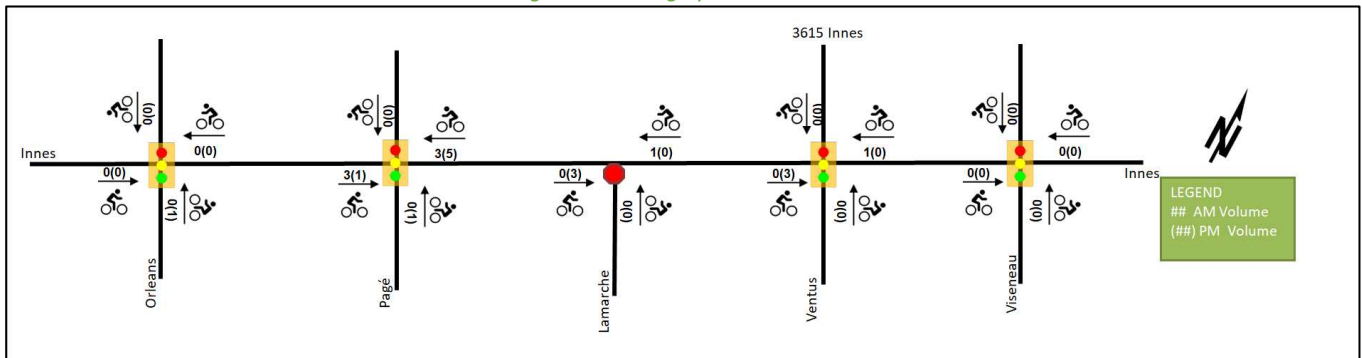 3615 Innes
0(0)
0(0)
0(0)
0(0)
0(0)
Innes
0(0)
3(5)
1(0)
1(0)
0(0)
Innes
0(0)
3(1)
0(3)
0(3)
0(0)
0(1)
0(1)
0(0)
0(0)
0(0)
LEGEND
## AM Volume
(##) PM Volume
Orleans
Pagé
Lamarche
Ventus
Viseneau
N